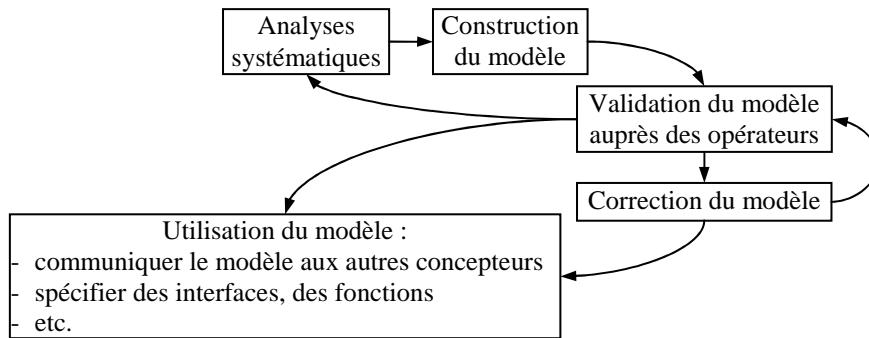 Analyses
systématiques
Construction
du modèle
Validation du modèle
auprès des opérateurs
Correction du modèle
Utilisation du modèle :
- communiquer le modèle aux autres concepteurs
- spécifier des interfaces, des fonctions
- etc.